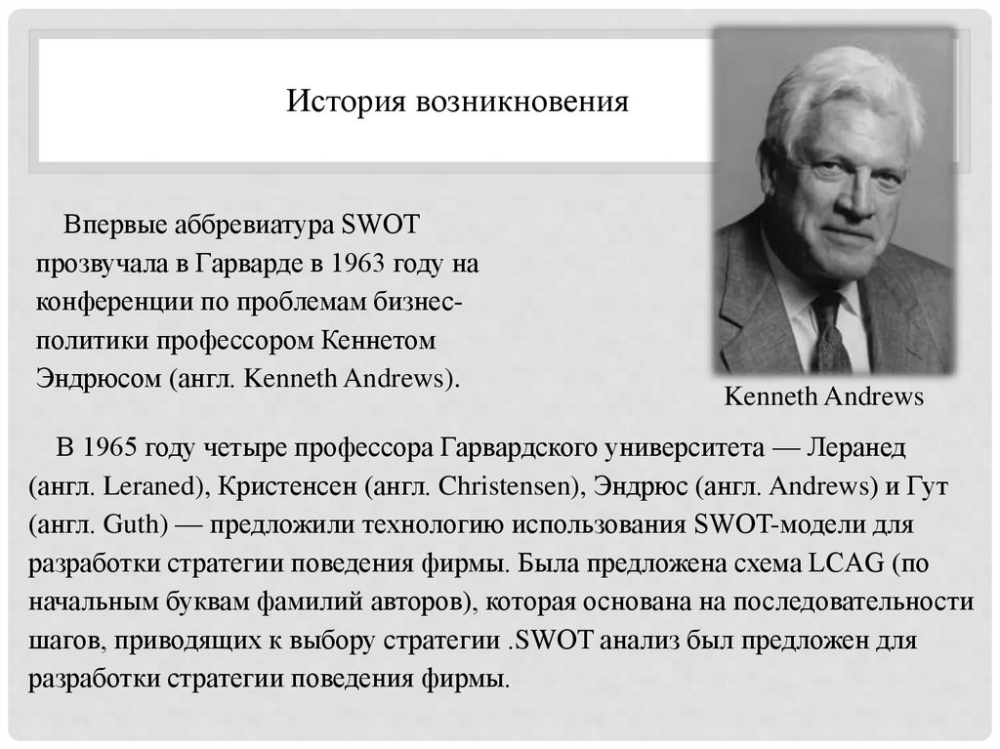 История возникновения
Впервые аббревиатура SWOT
прозвучала в Гарварде в 1963 году на
конференции по проблемам бизнес-
политики профессором Кеннетом
Эндрюсом (англ. Kenneth Andrews).
Kenneth Andrews
В 1965 году четыре профессора Гарвардского университета — Леранед
(англ. Leraned), Кристенсен (англ. Christensen), Эндрюс (англ. Andrews) и Гут
(англ. Guth) — предложили технологию использования SWOT-модели для
разработки стратегии поведения фирмы. Была предложена схема LCAG (по
начальным буквам фамилий авторов), которая основана на последовательности
шагов, приводящих к выбору стратегии .SWOT анализ был предложен для
разработки стратегии поведения фирмы.